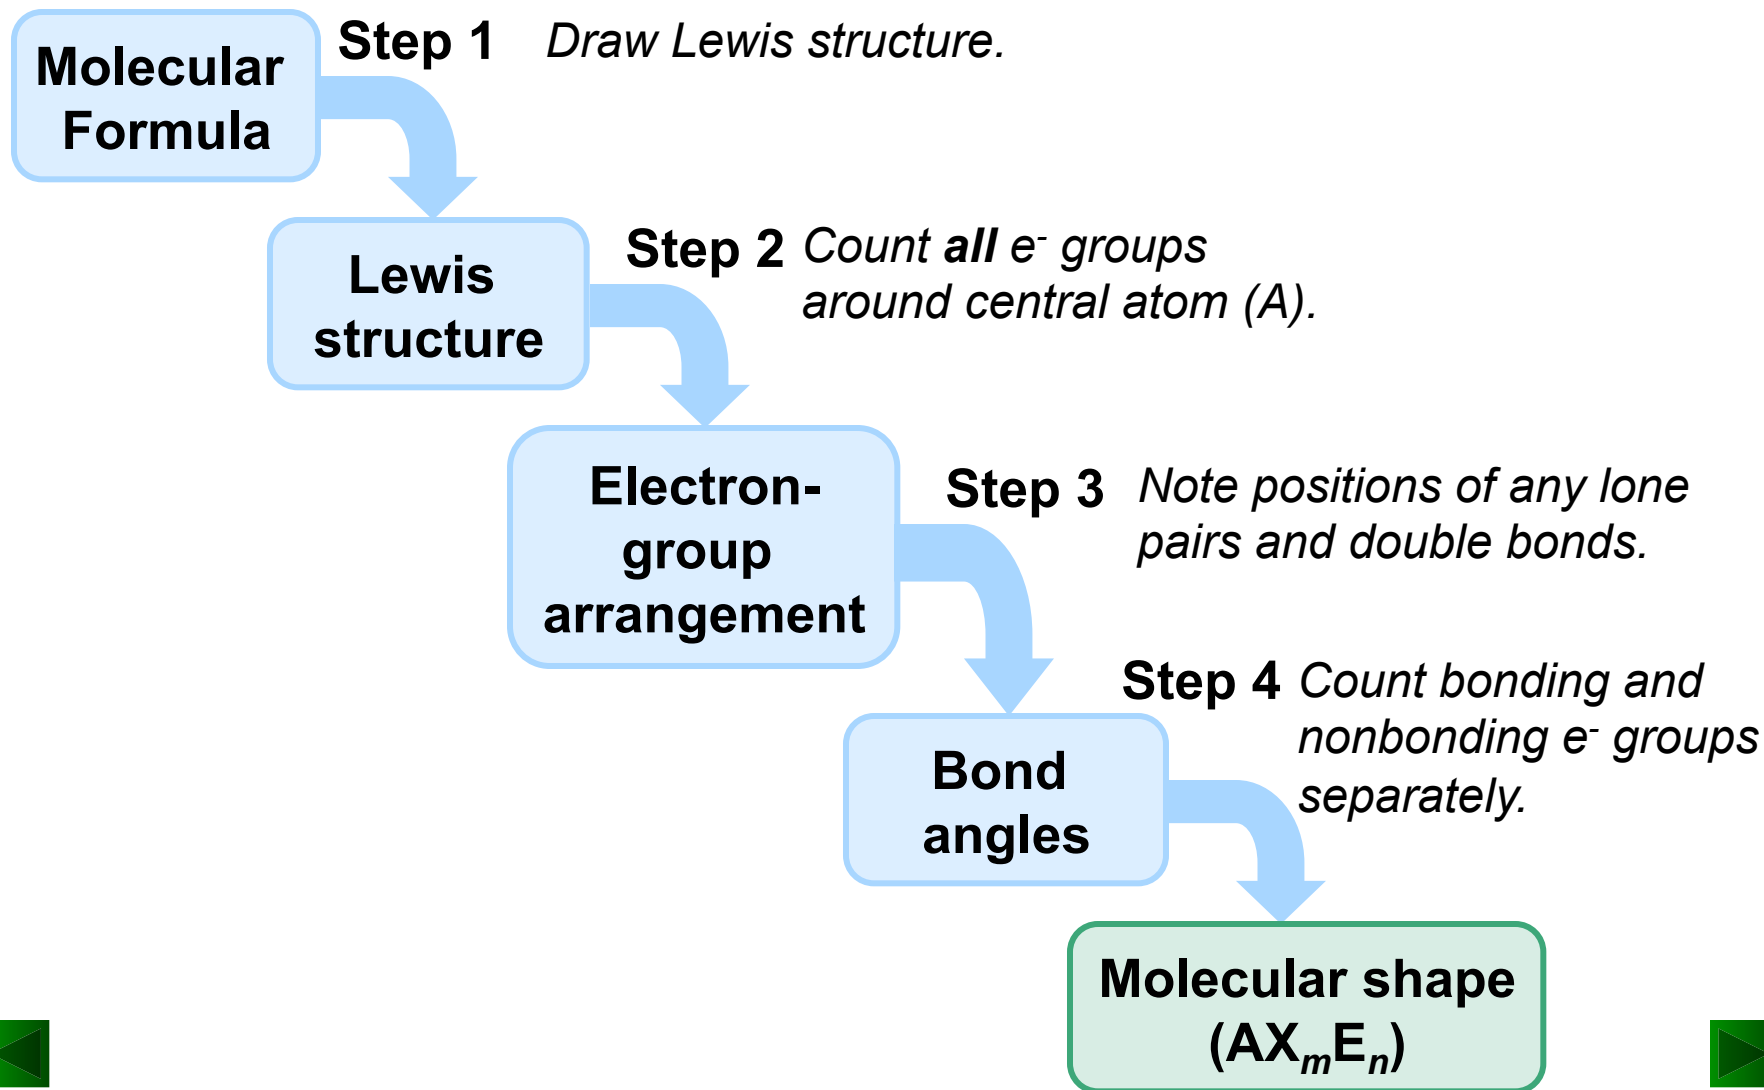 Molecular
Formula
Step 1 Draw Lewis structure.
Lewis
structure
Step 2 Count all e⁻ groups
around central atom (A).
Electron-
group
arrangement
Step 3 Note positions of any lone
pairs and double bonds.
Bond
angles
Step 4 Count bonding and
nonbonding e⁻ groups
separately.
Molecular shape
(AXₘEₙ)